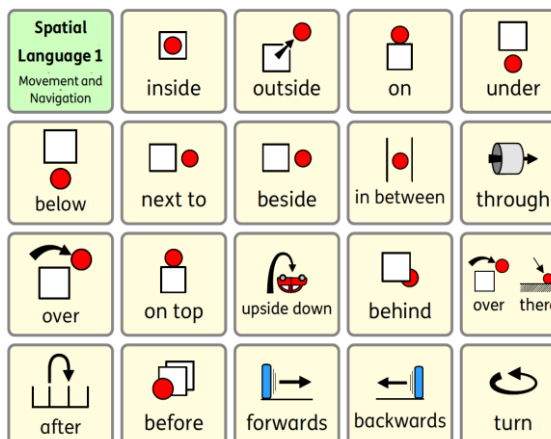 Spatial
Language 1
Movement and
Navigation
inside
outside
on
under
below
next to
beside
in between
through
over
on top
upside down
behind
over
there
after
before
forwards
backwards
turn